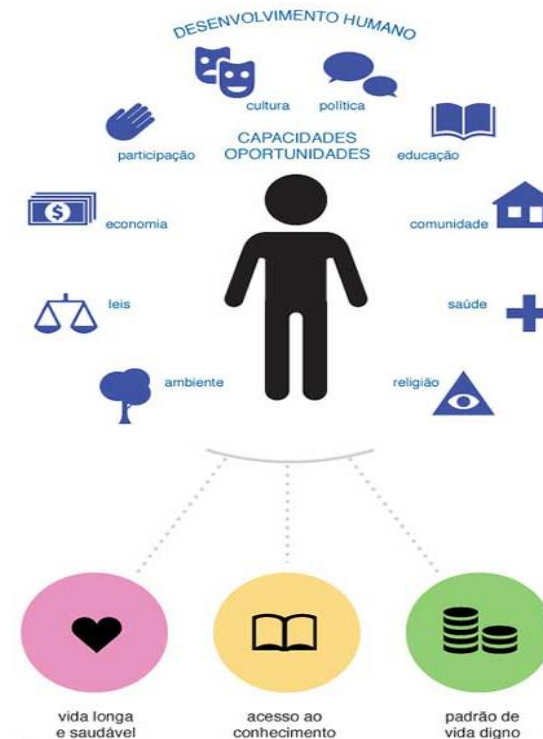 DESENVOLVIMENTO HUMANO
cultura
política
participação
CAPACIDADES
OPORTUNIDADES
educação
economia
$
comunidade
leis
saúde
ambiente
religião
vida longa
e saudável
acesso ao
conhecimento
padrão de
vida digno